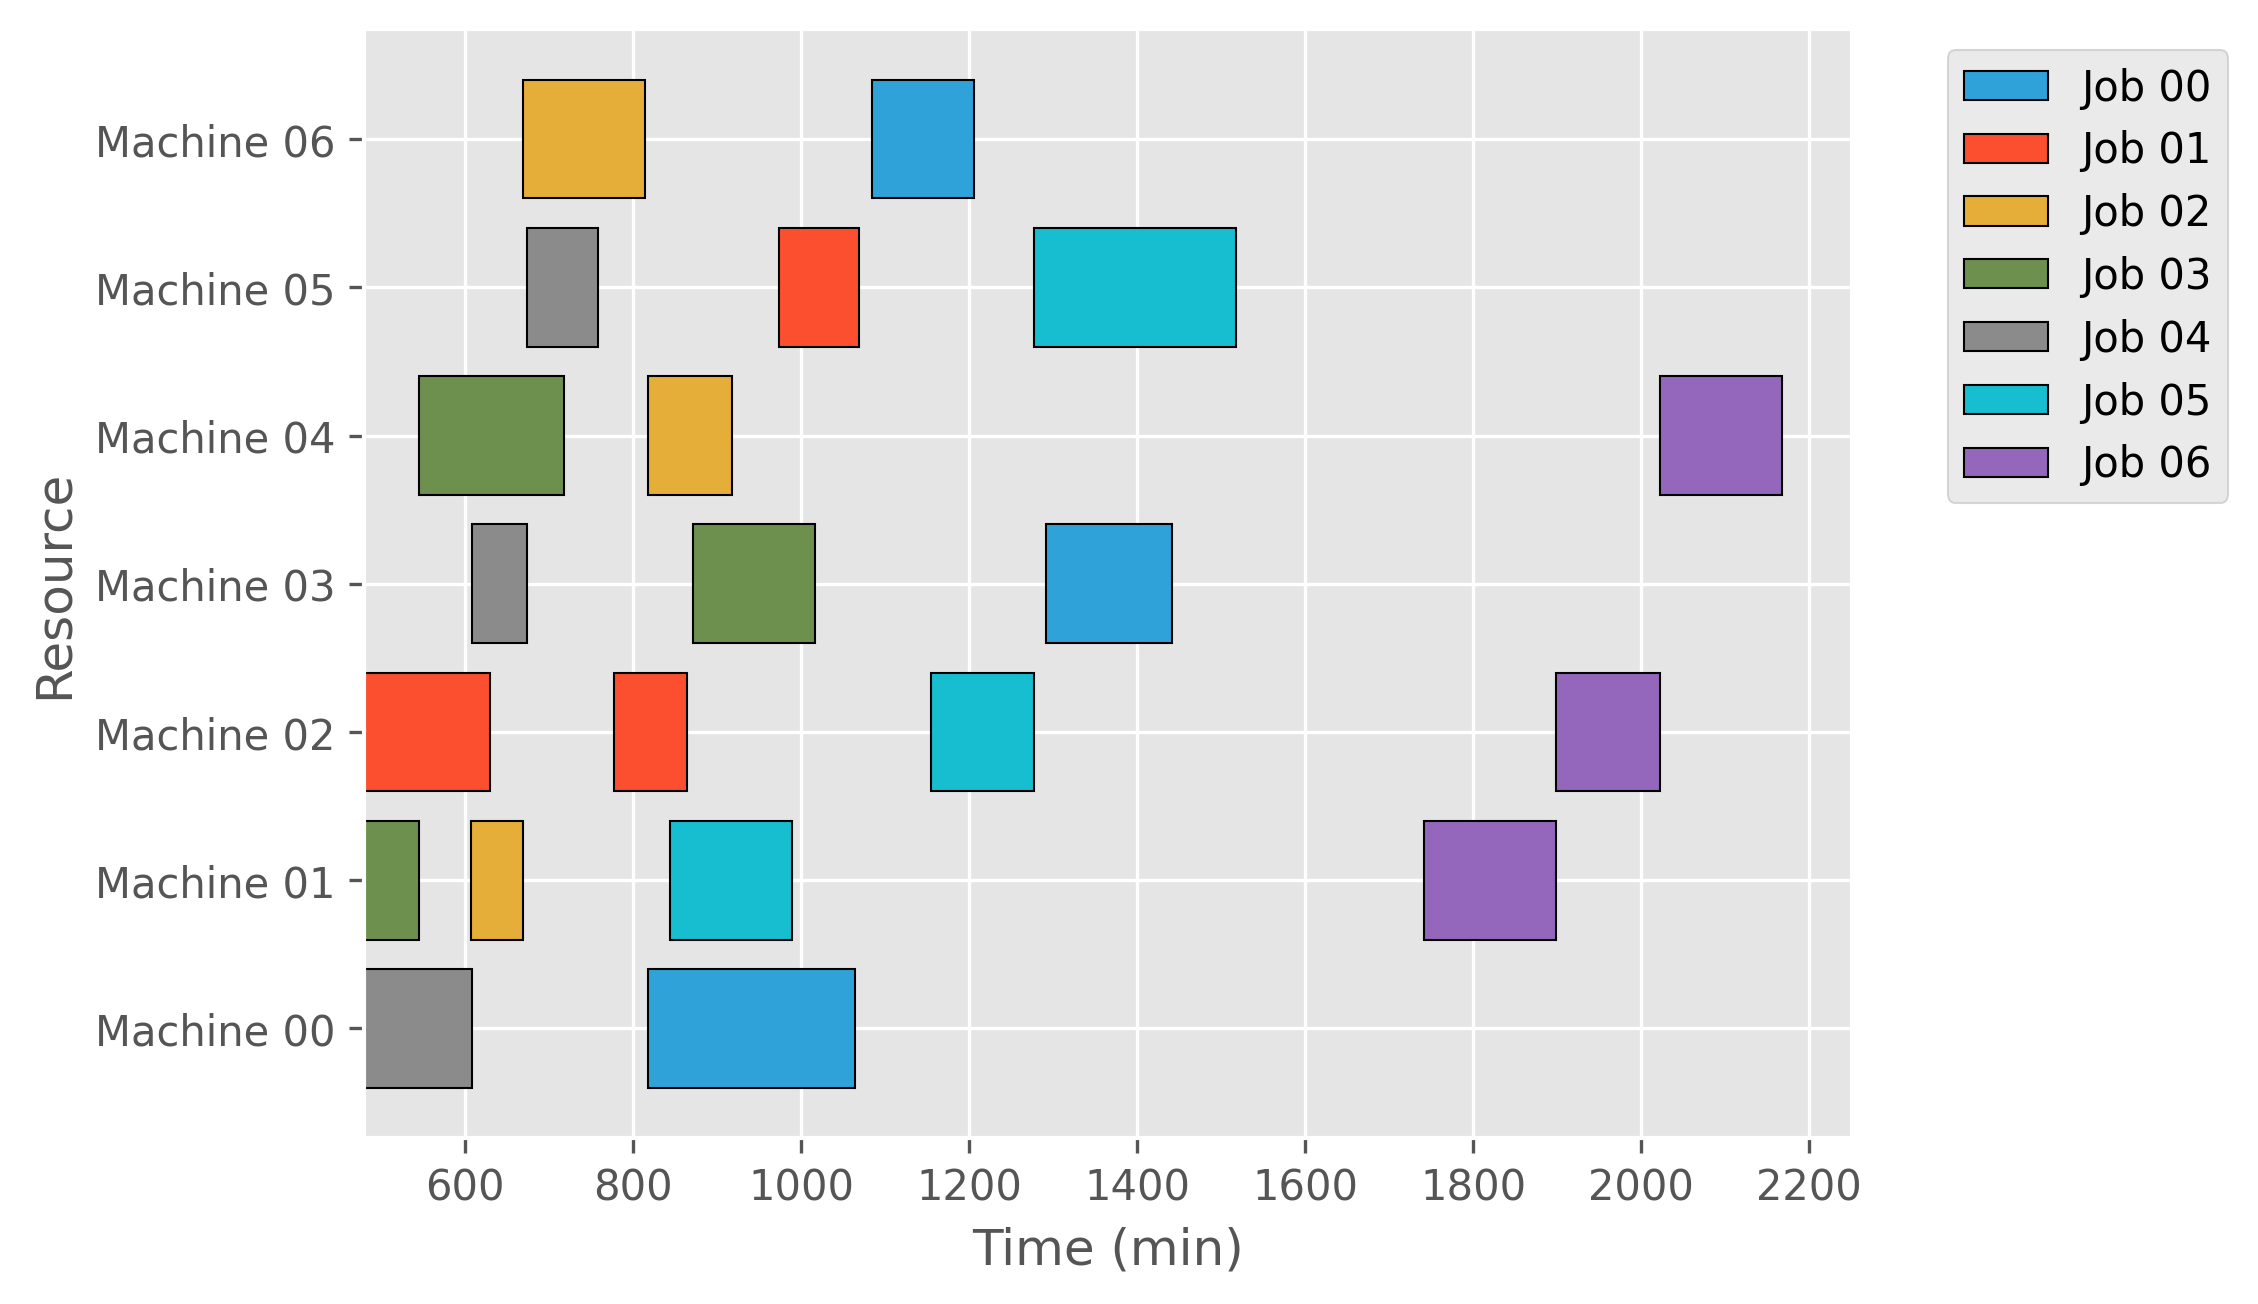 Machine 06
Machine 05
Machine 04
Machine 03
Machine 02
Machine 01
Machine 00
Resource
600 800 1000 1200 1400 1600 1800 2000 2200
Time (min)
Job 00
Job 01
Job 02
Job 03
Job 04
Job 05
Job 06